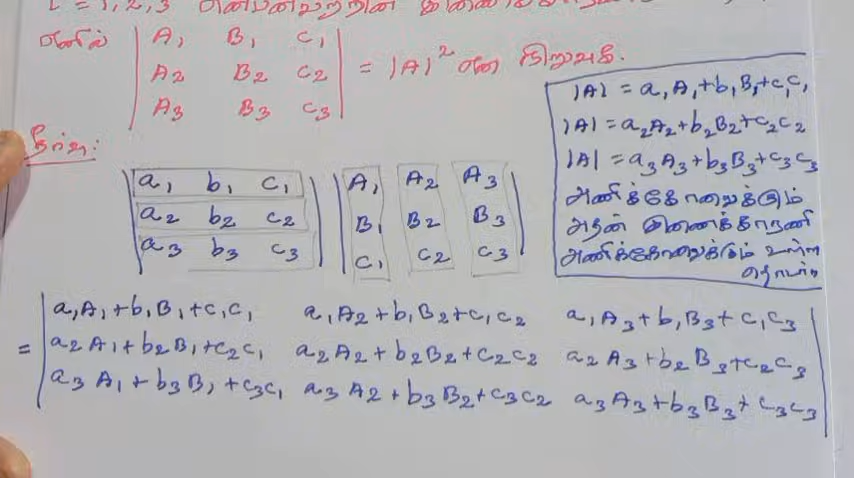 i = 1, 2, 3
எனில் | A₁ B₁ C₁ |
| A₂ B₂ C₂ | = |A|² என நிறுவுக.
| A₃ B₃ C₃ |
தீர்வு:
|A| = a₁A₁+b₁B₁+c₁C₁
|A| = a₂A₂+b₂B₂+c₂C₂
|A| = a₃A₃+b₃B₃+c₃C₃
அணிக்கோவைக்கும்
அதன் இணைக்காரணி
அணிக்கோவைக்கும் உள்ள
தொடர்பு
| a₁ b₁ c₁ | | A₁ A₂ A₃ |
| a₂ b₂ c₂ | | B₁ B₂ B₃ |
| a₃ b₃ c₃ | | C₁ C₂ C₃ |
| a₁A₁+b₁B₁+c₁C₁ a₁A₂+b₁B₂+c₁C₂ a₁A₃+b₁B₃+c₁C₃ |
= | a₂A₁+b₂B₁+c₂C₁ a₂A₂+b₂B₂+c₂C₂ a₂A₃+b₂B₃+c₂C₃ |
| a₃A₁+b₃B₁+c₃C₁ a₃A₂+b₃B₂+c₃C₂ a₃A₃+b₃B₃+c₃C₃ |